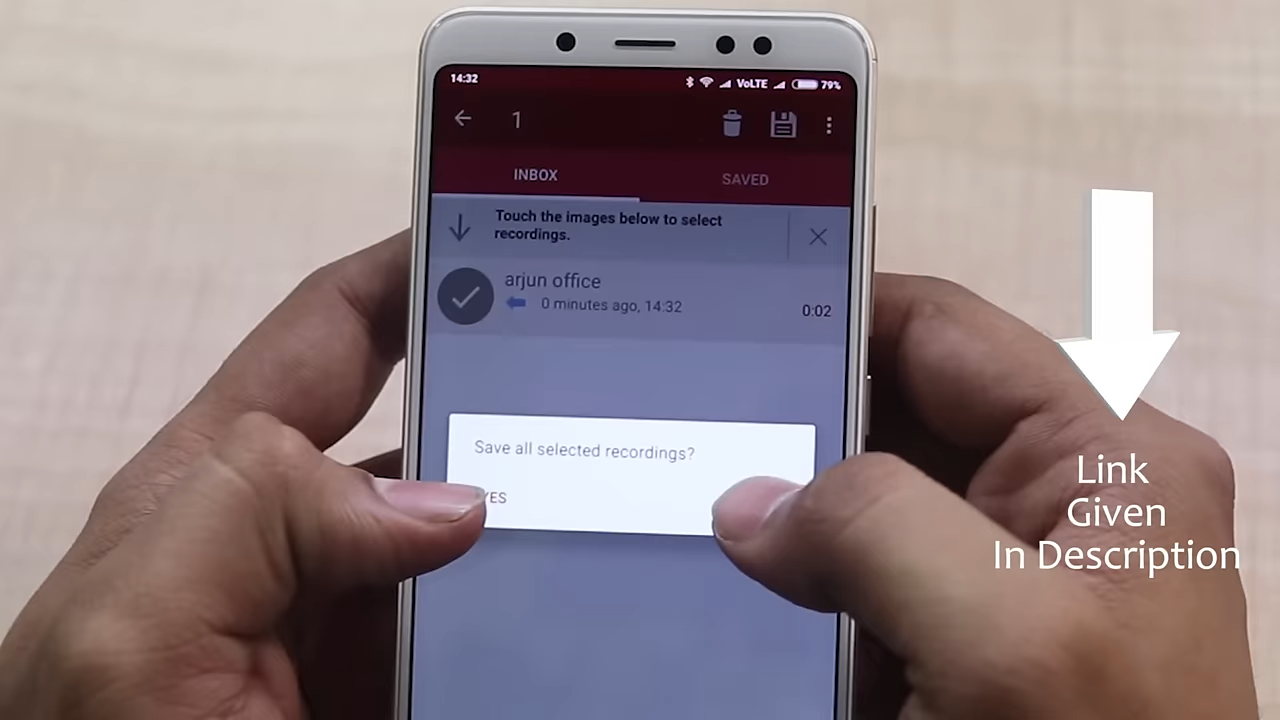 14:32
VoLTE 79%
1
INBOX SAVED
Touch the images below to select
recordings.
arjun office
0 minutes ago, 14:32
0:02
Save all selected recordings?
YES
Link
Given
In Description